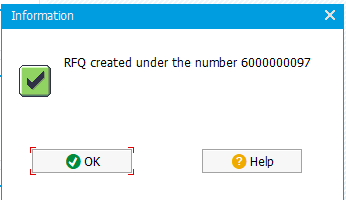 Information
RFQ created under the number 6000000097
OK
Help